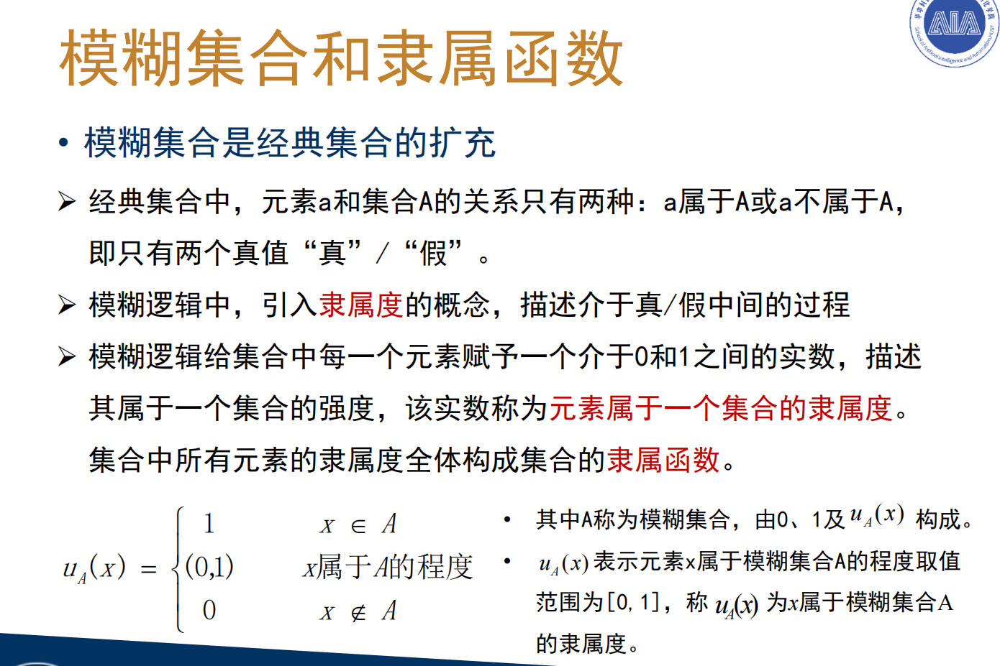 模糊集合和隶属函数
• 模糊集合是经典集合的扩充
➢ 经典集合中，元素a和集合A的关系只有两种：a属于A或a不属于A，
即只有两个真值“真”/“假”。
➢ 模糊逻辑中，引入隶属度的概念，描述介于真/假中间的过程
➢ 模糊逻辑给集合中每一个元素赋予一个介于0和1之间的实数，描述
其属于一个集合的强度，该实数称为元素属于一个集合的隶属度。
集合中所有元素的隶属度全体构成集合的隶属函数。
1 x ∈ A
u_A(x) = { (0,1) x属于A的程度
0 x ∉ A
• 其中A称为模糊集合，由0、1及 u_A(x) 构成。
• u_A(x) 表示元素x属于模糊集合A的程度取值
范围为[0,1]，称 u_A(x) 为x属于模糊集合A
的隶属度。
AIA
School of Artificial Intelligence and Automation,HUST